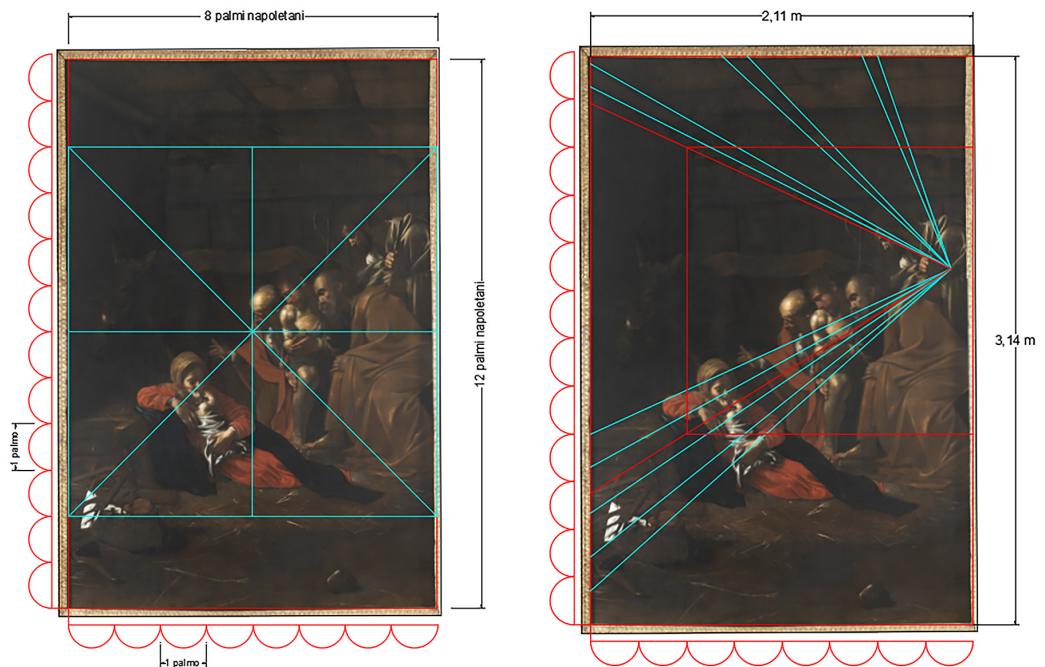 8 palmi napoletani
12 palmi napoletani
1 palmo
1 palmo
2,11 m
3,14 m